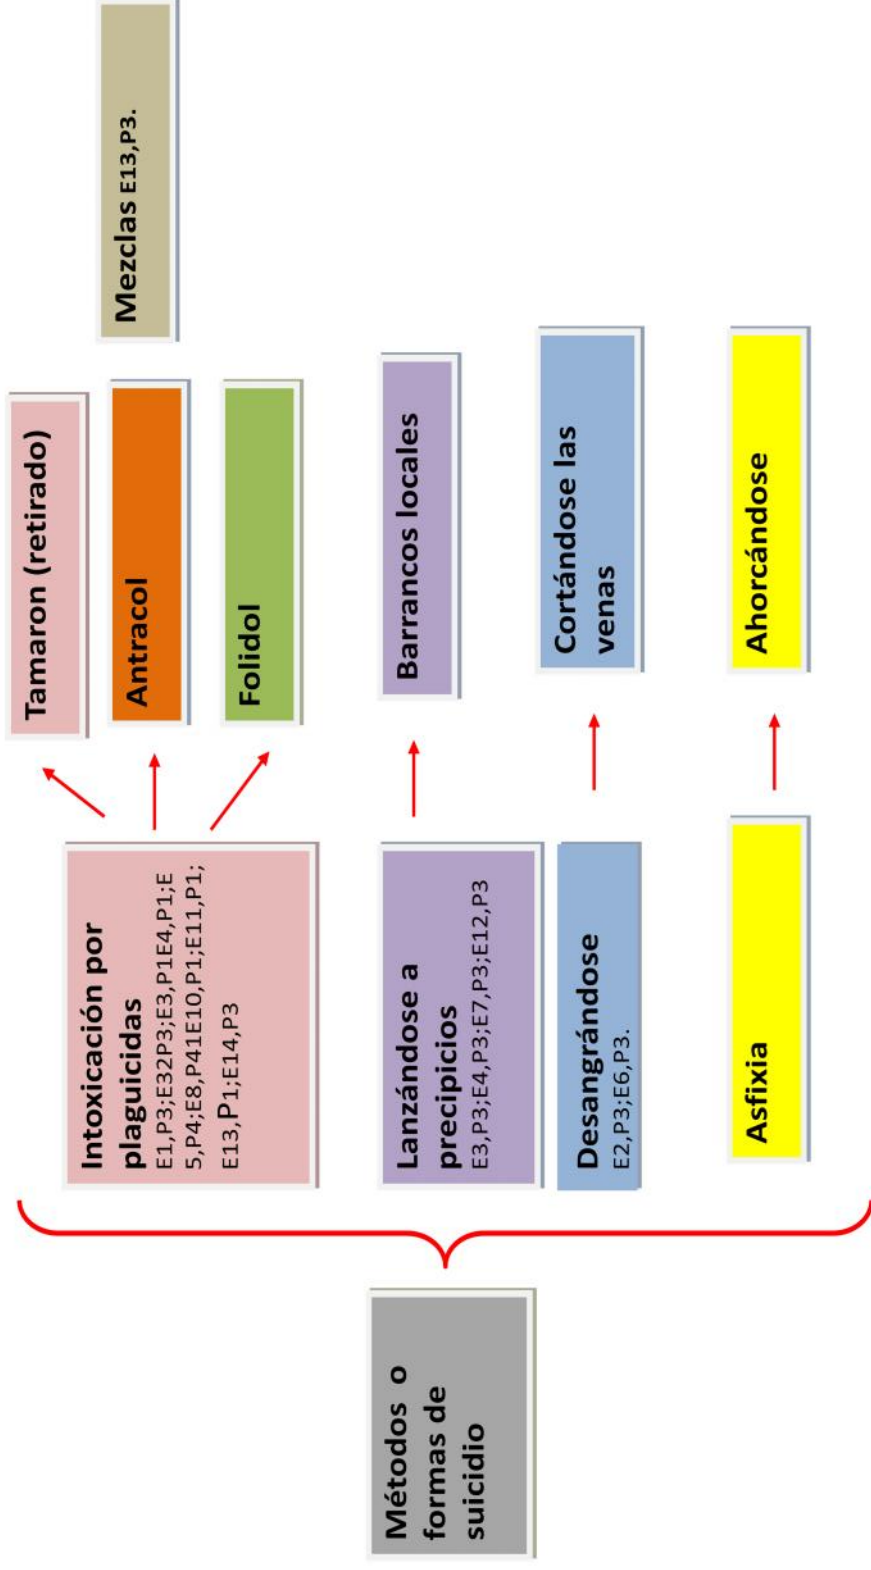 Métodos o
formas de
suicidio
Intoxicación por
plaguicidas
E1,P3;E32P3;E3,P1E4,P1;E
5,P4;E8,P41E10,P1;E11,P1;
E13,P1;E14,P3
Tamaron (retirado)
Antracol
Folidol
Mezclas E13,P3.
Lanzándose a
precipicios
E3,P3;E4,P3;E7,P3;E12,P3
Barrancos locales
Desangrándose
E2,P3;E6,P3.
Cortándose las
venas
Asfixia
Ahorcándose